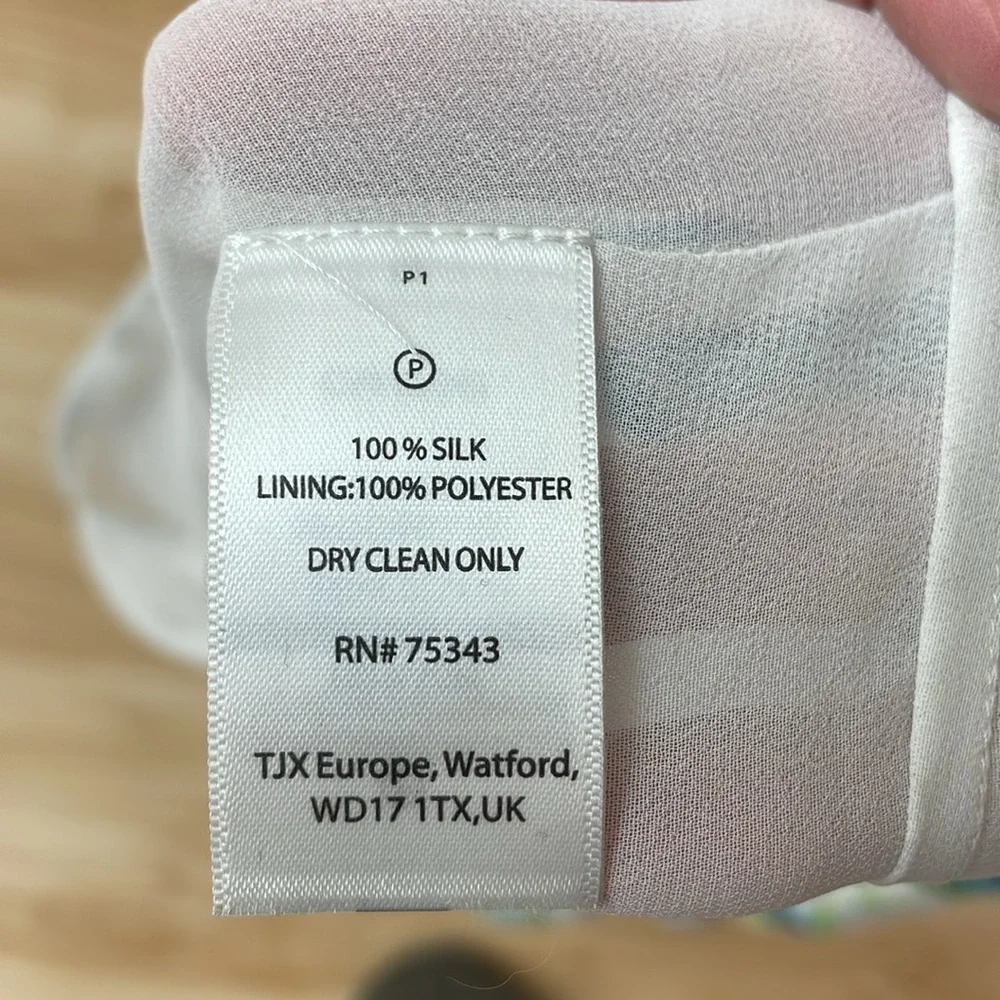 P1
P
100 % SILK
LINING:100% POLYESTER
DRY CLEAN ONLY
RN# 75343
TJX Europe, Watford,
WD17 1TX,UK